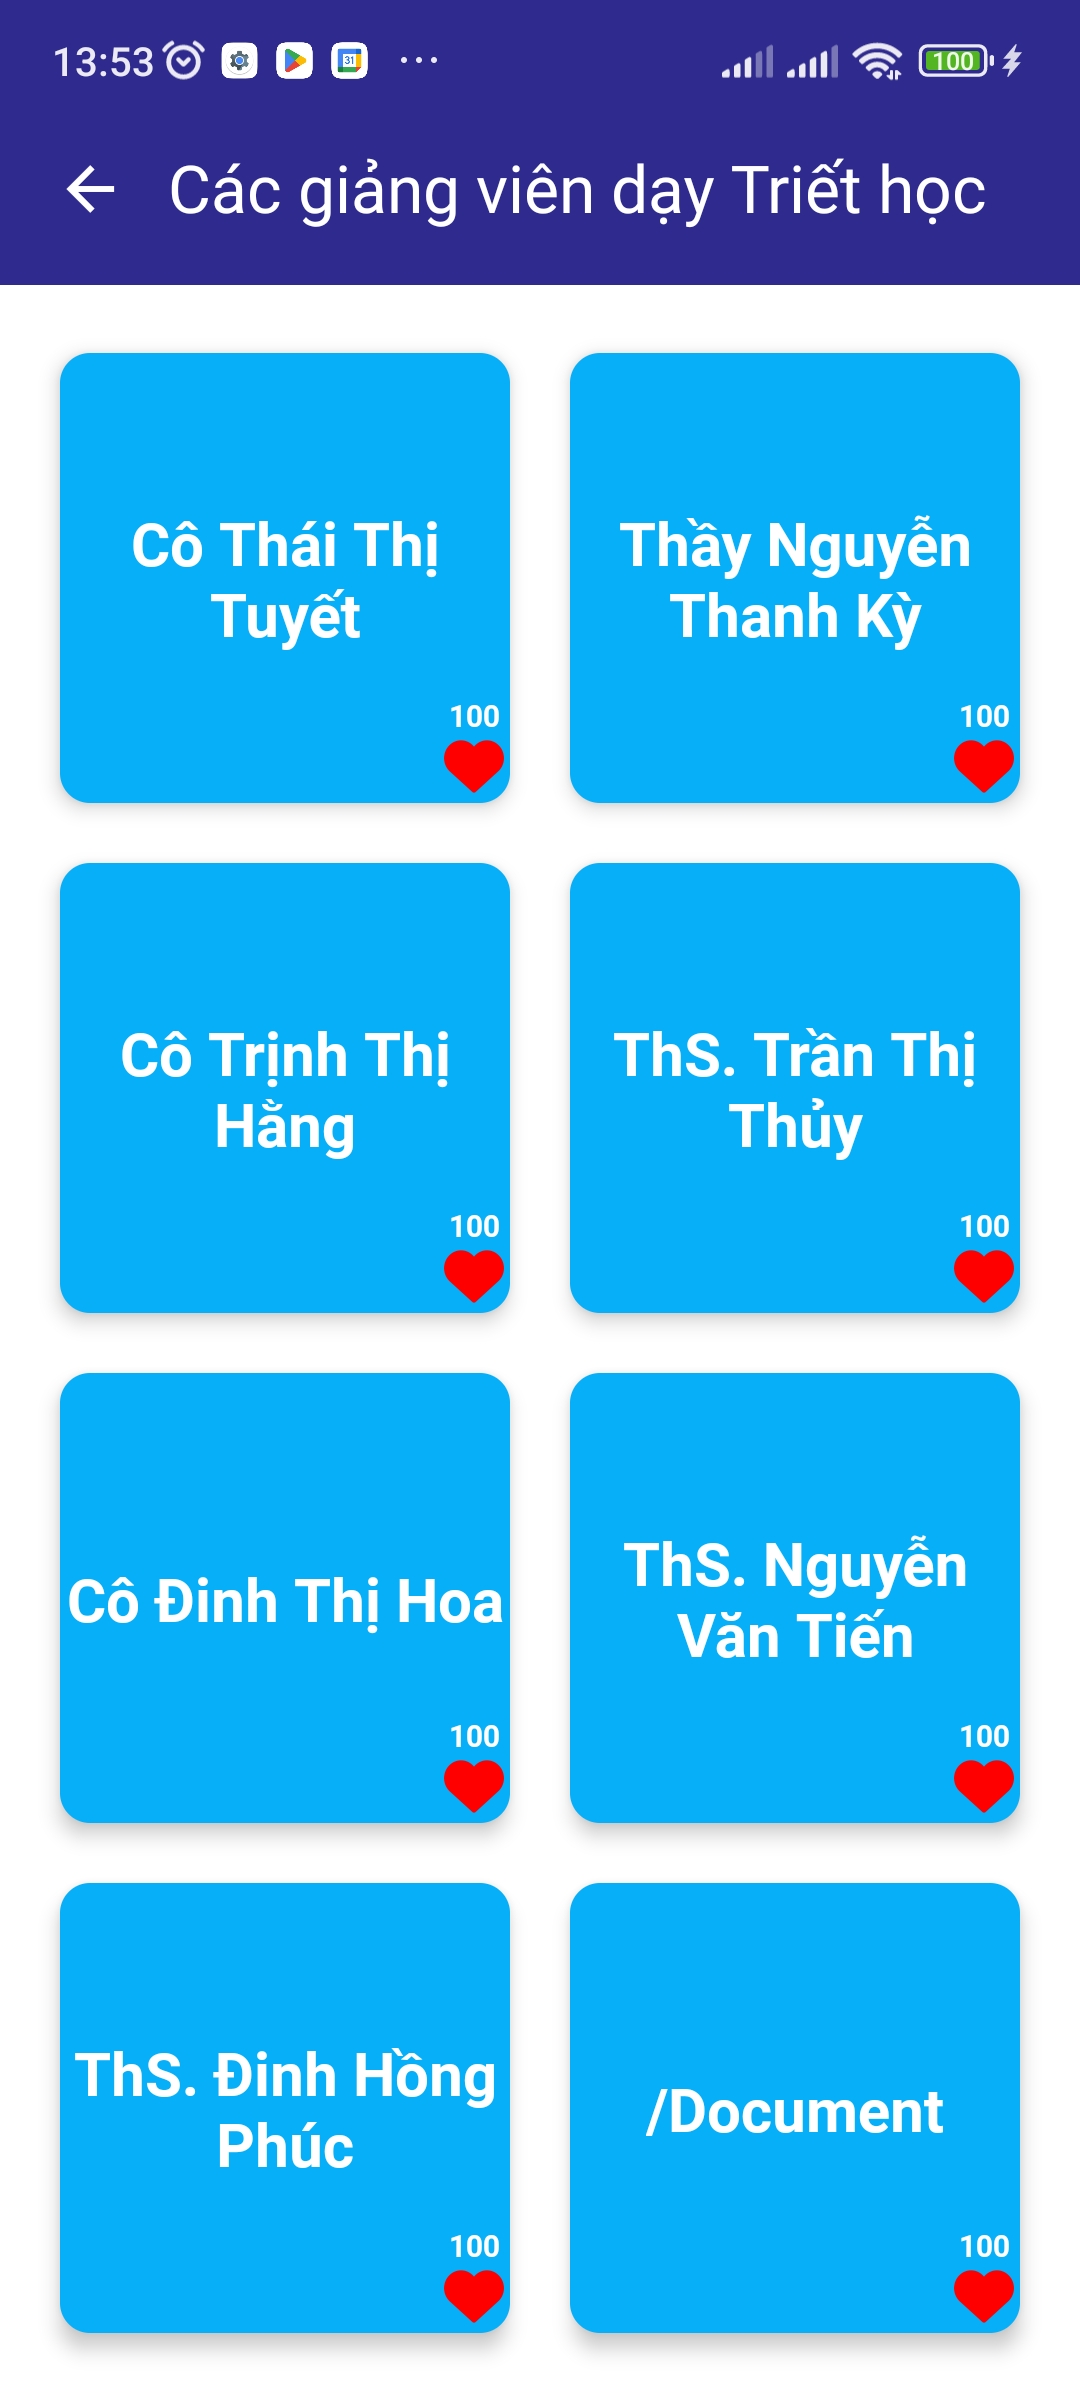 13:53
31
100
Các giảng viên dạy Triết học
Cô Thái Thị
Tuyết
100
Thầy Nguyễn
Thanh Kỳ
100
Cô Trịnh Thị
Hằng
100
ThS. Trần Thị
Thủy
100
Cô Đinh Thị Hoa
100
ThS. Nguyễn
Văn Tiến
100
ThS. Đinh Hồng
Phúc
100
/Document
100